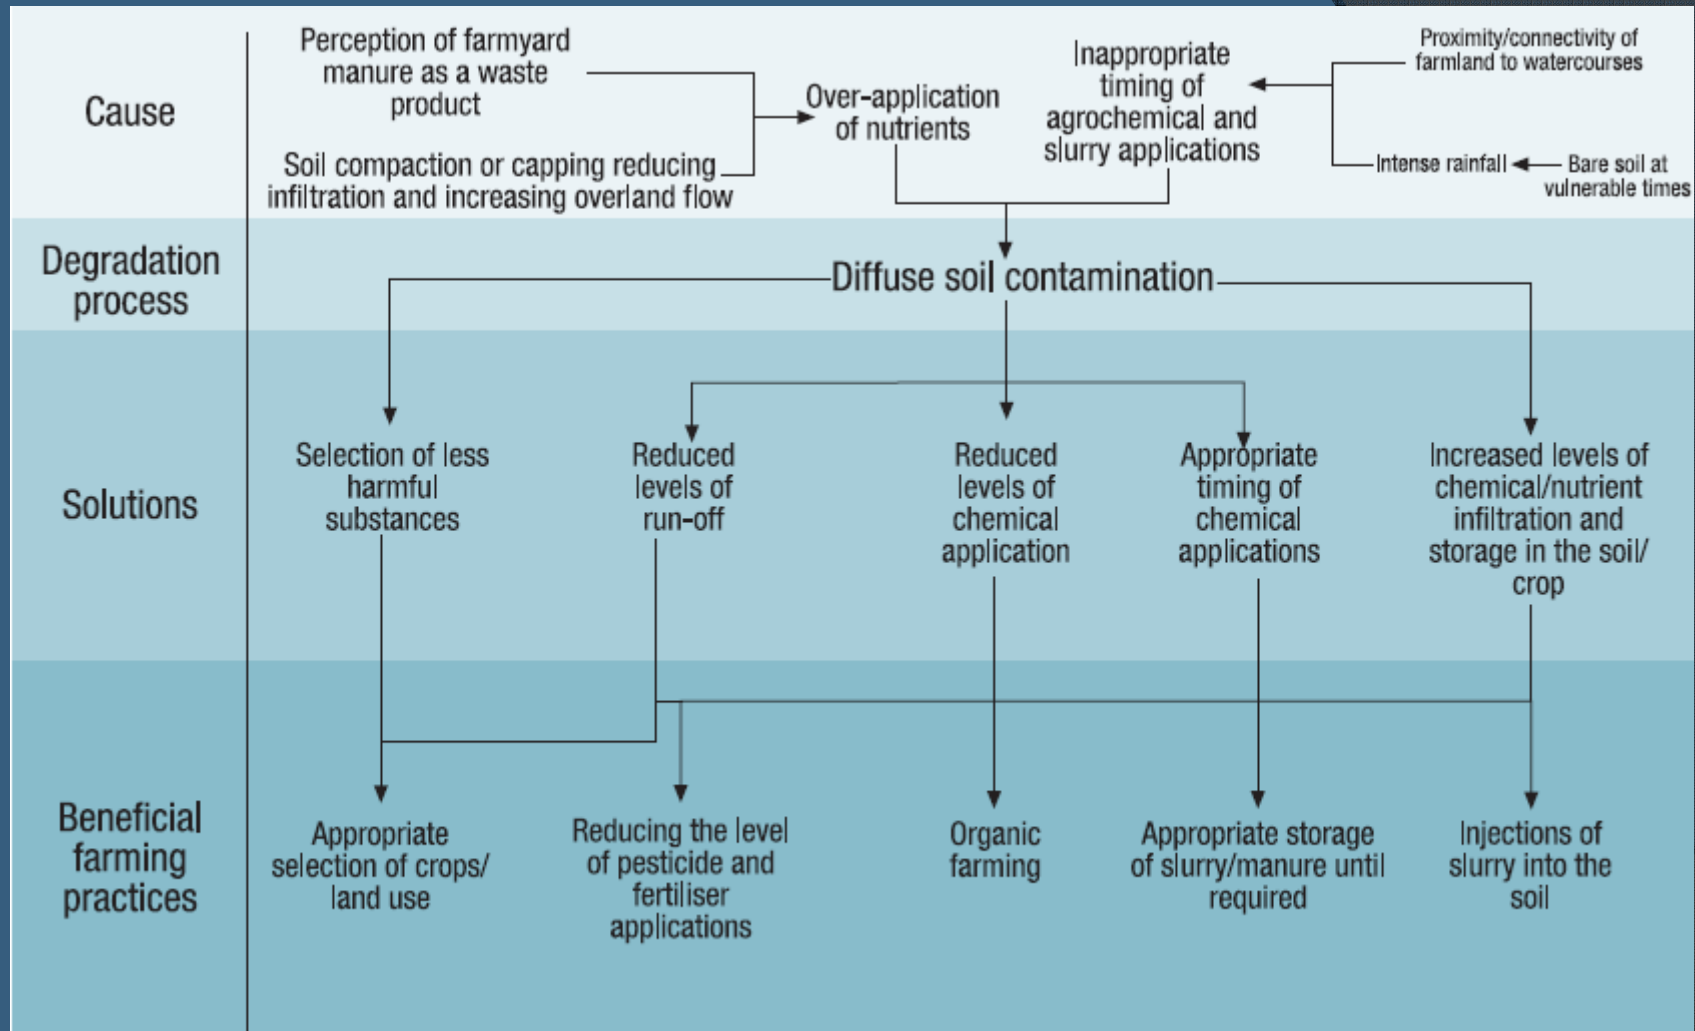 Cause
Perception of farmyard
manure as a waste
product
Soil compaction or capping reducing
infiltration and increasing overland flow
Over-application
of nutrients
Inappropriate
timing of
agrochemical and
slurry applications
Proximity/connectivity of
farmland to watercourses
Intense rainfall
Bare soil at
vulnerable times
Degradation
process
Diffuse soil contamination
Solutions
Selection of less
harmful
substances
Reduced
levels of
run-off
Reduced
levels of
chemical
application
Appropriate
timing of
chemical
applications
Increased levels of
chemical/nutrient
infiltration and
storage in the soil/
crop
Beneficial
farming
practices
Appropriate
selection of crops/
land use
Reducing the level
of pesticide and
fertiliser
applications
Organic
farming
Appropriate storage
of slurry/manure until
required
Injections of
slurry into the
soil